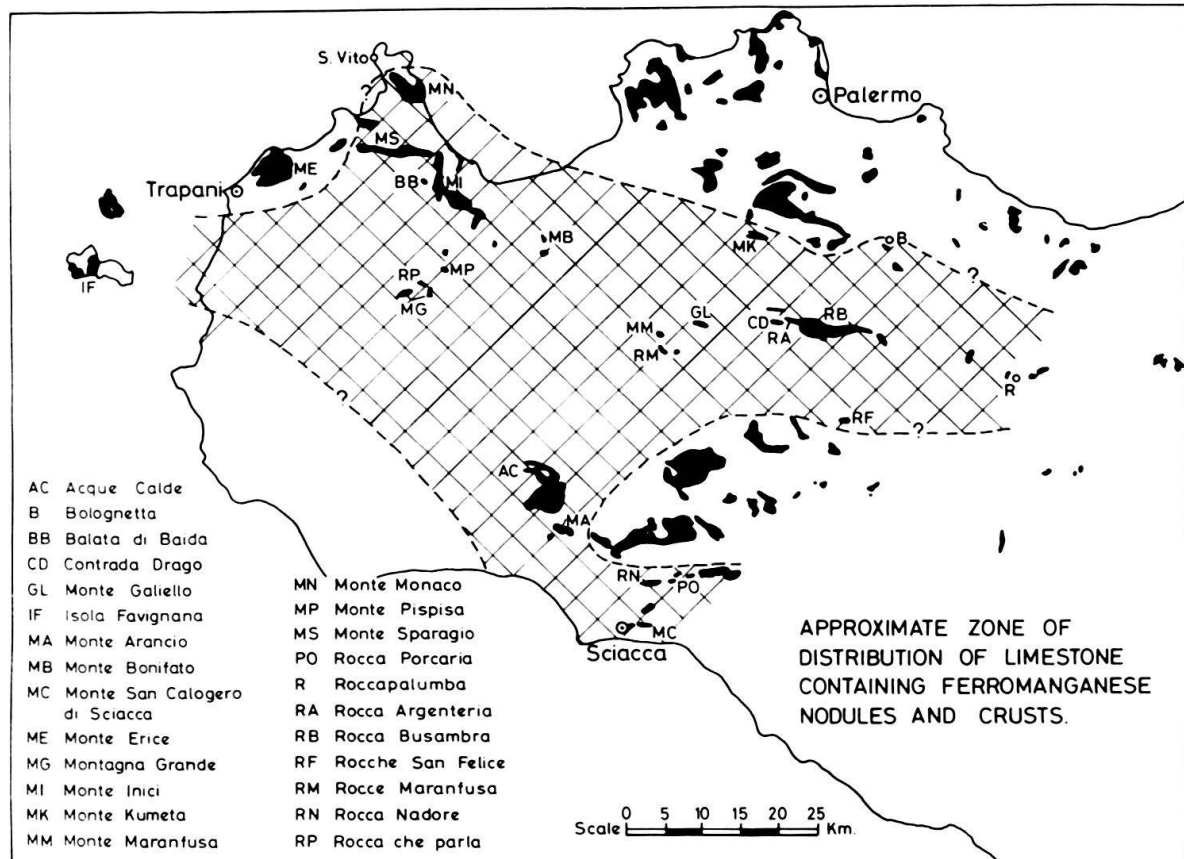 S. Vito
MN
Palermo
MS
ME
BB
MI
Trapani
?
IF
MB
MK
B
?
RP
MP
MG
GL
MM
RM
CD
RA
RB
R
?
RF
?
AC
MA
RN
PO
MC
Sciacca
?
AC Acque Calde
B Bolognetta
BB Balata di Baida
CD Contrada Drago
GL Monte Galiello
IF Isola Favignana
MA Monte Arancio
MB Monte Bonifato
MC Monte San Calogero
di Sciacca
ME Monte Erice
MG Montagna Grande
MI Monte Inici
MK Monte Kumeta
MM Monte Maranfusa
MN Monte Monaco
MP Monte Pispisa
MS Monte Sparagio
PO Rocca Porcaria
R Roccapalumba
RA Rocca Argenteria
RB Rocca Busambra
RF Rocche San Felice
RM Rocce Maranfusa
RN Rocca Nadore
RP Rocca che parla
APPROXIMATE ZONE OF
DISTRIBUTION OF LIMESTONE
CONTAINING FERROMANGANESE
NODULES AND CRUSTS.
0 5 10 15 20 25
Scale Km.